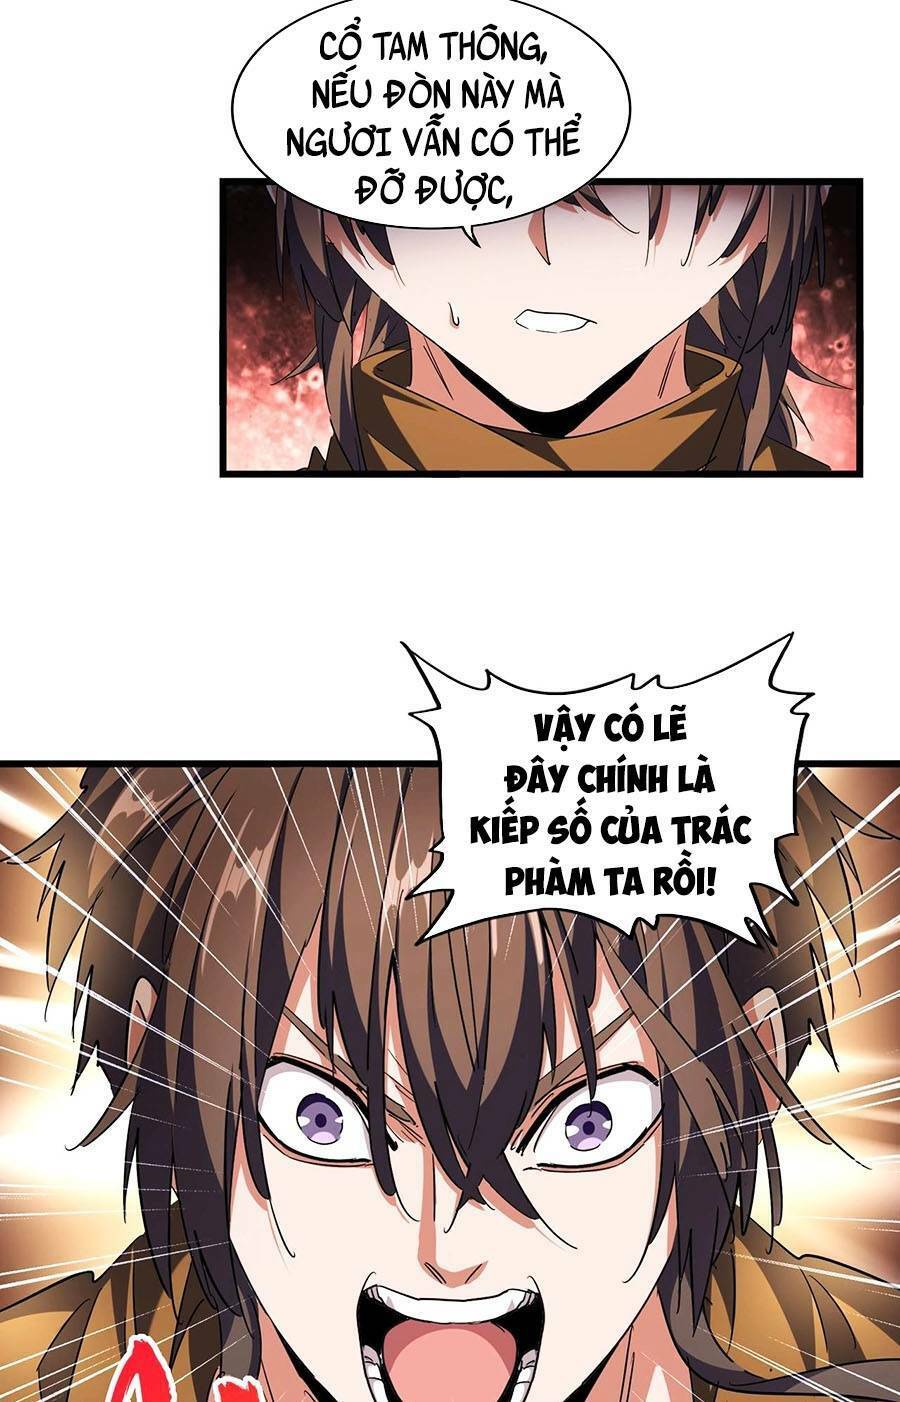 CỔ TAM THÔNG,
NẾU ĐÒN NÀY MÀ
NGƯƠI VẪN CÓ THỂ
ĐỠ ĐƯỢC,
VẬY CÓ LẼ
ĐÂY CHÍNH LÀ
KIẾP SỐ CỦA TRÁC
PHÀM TA RỒI!